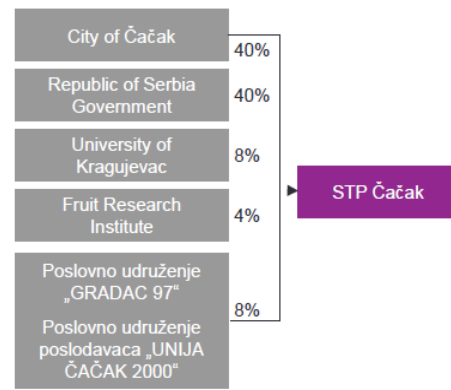 City of Čačak
40%
Republic of Serbia
Government
40%
University of
Kragujevac
8%
Fruit Research
Institute
4%
Poslovno udruženje
„GRADAC 97“
Poslovno udruženje
poslodavaca „UNIJA
ČAČAK 2000“
8%
STP Čačak